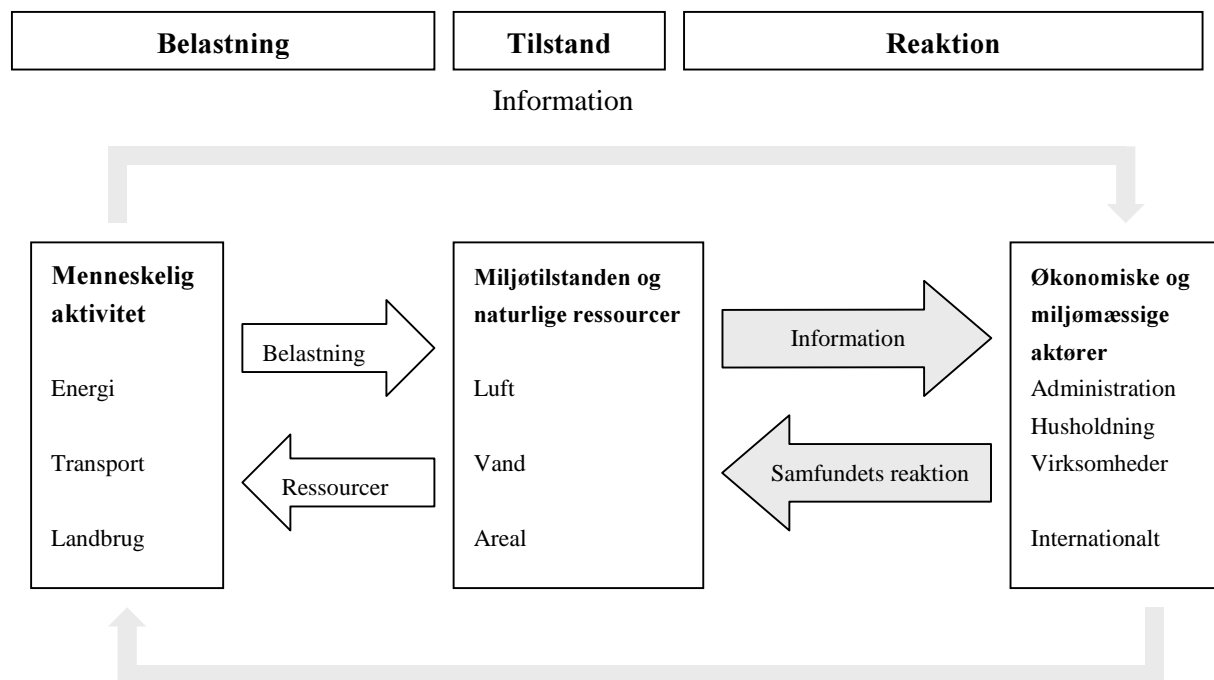 Belastning
Tilstand
Reaktion
Information
Menneskelig
aktivitet
Energi
Transport
Landbrug
Belastning
Ressourcer
Miljøtilstanden og
naturlige ressourcer
Luft
Vand
Areal
Information
Samfundets reaktion
Økonomiske og
miljømæssige
aktører
Administration
Husholdning
Virksomheder
Internationalt